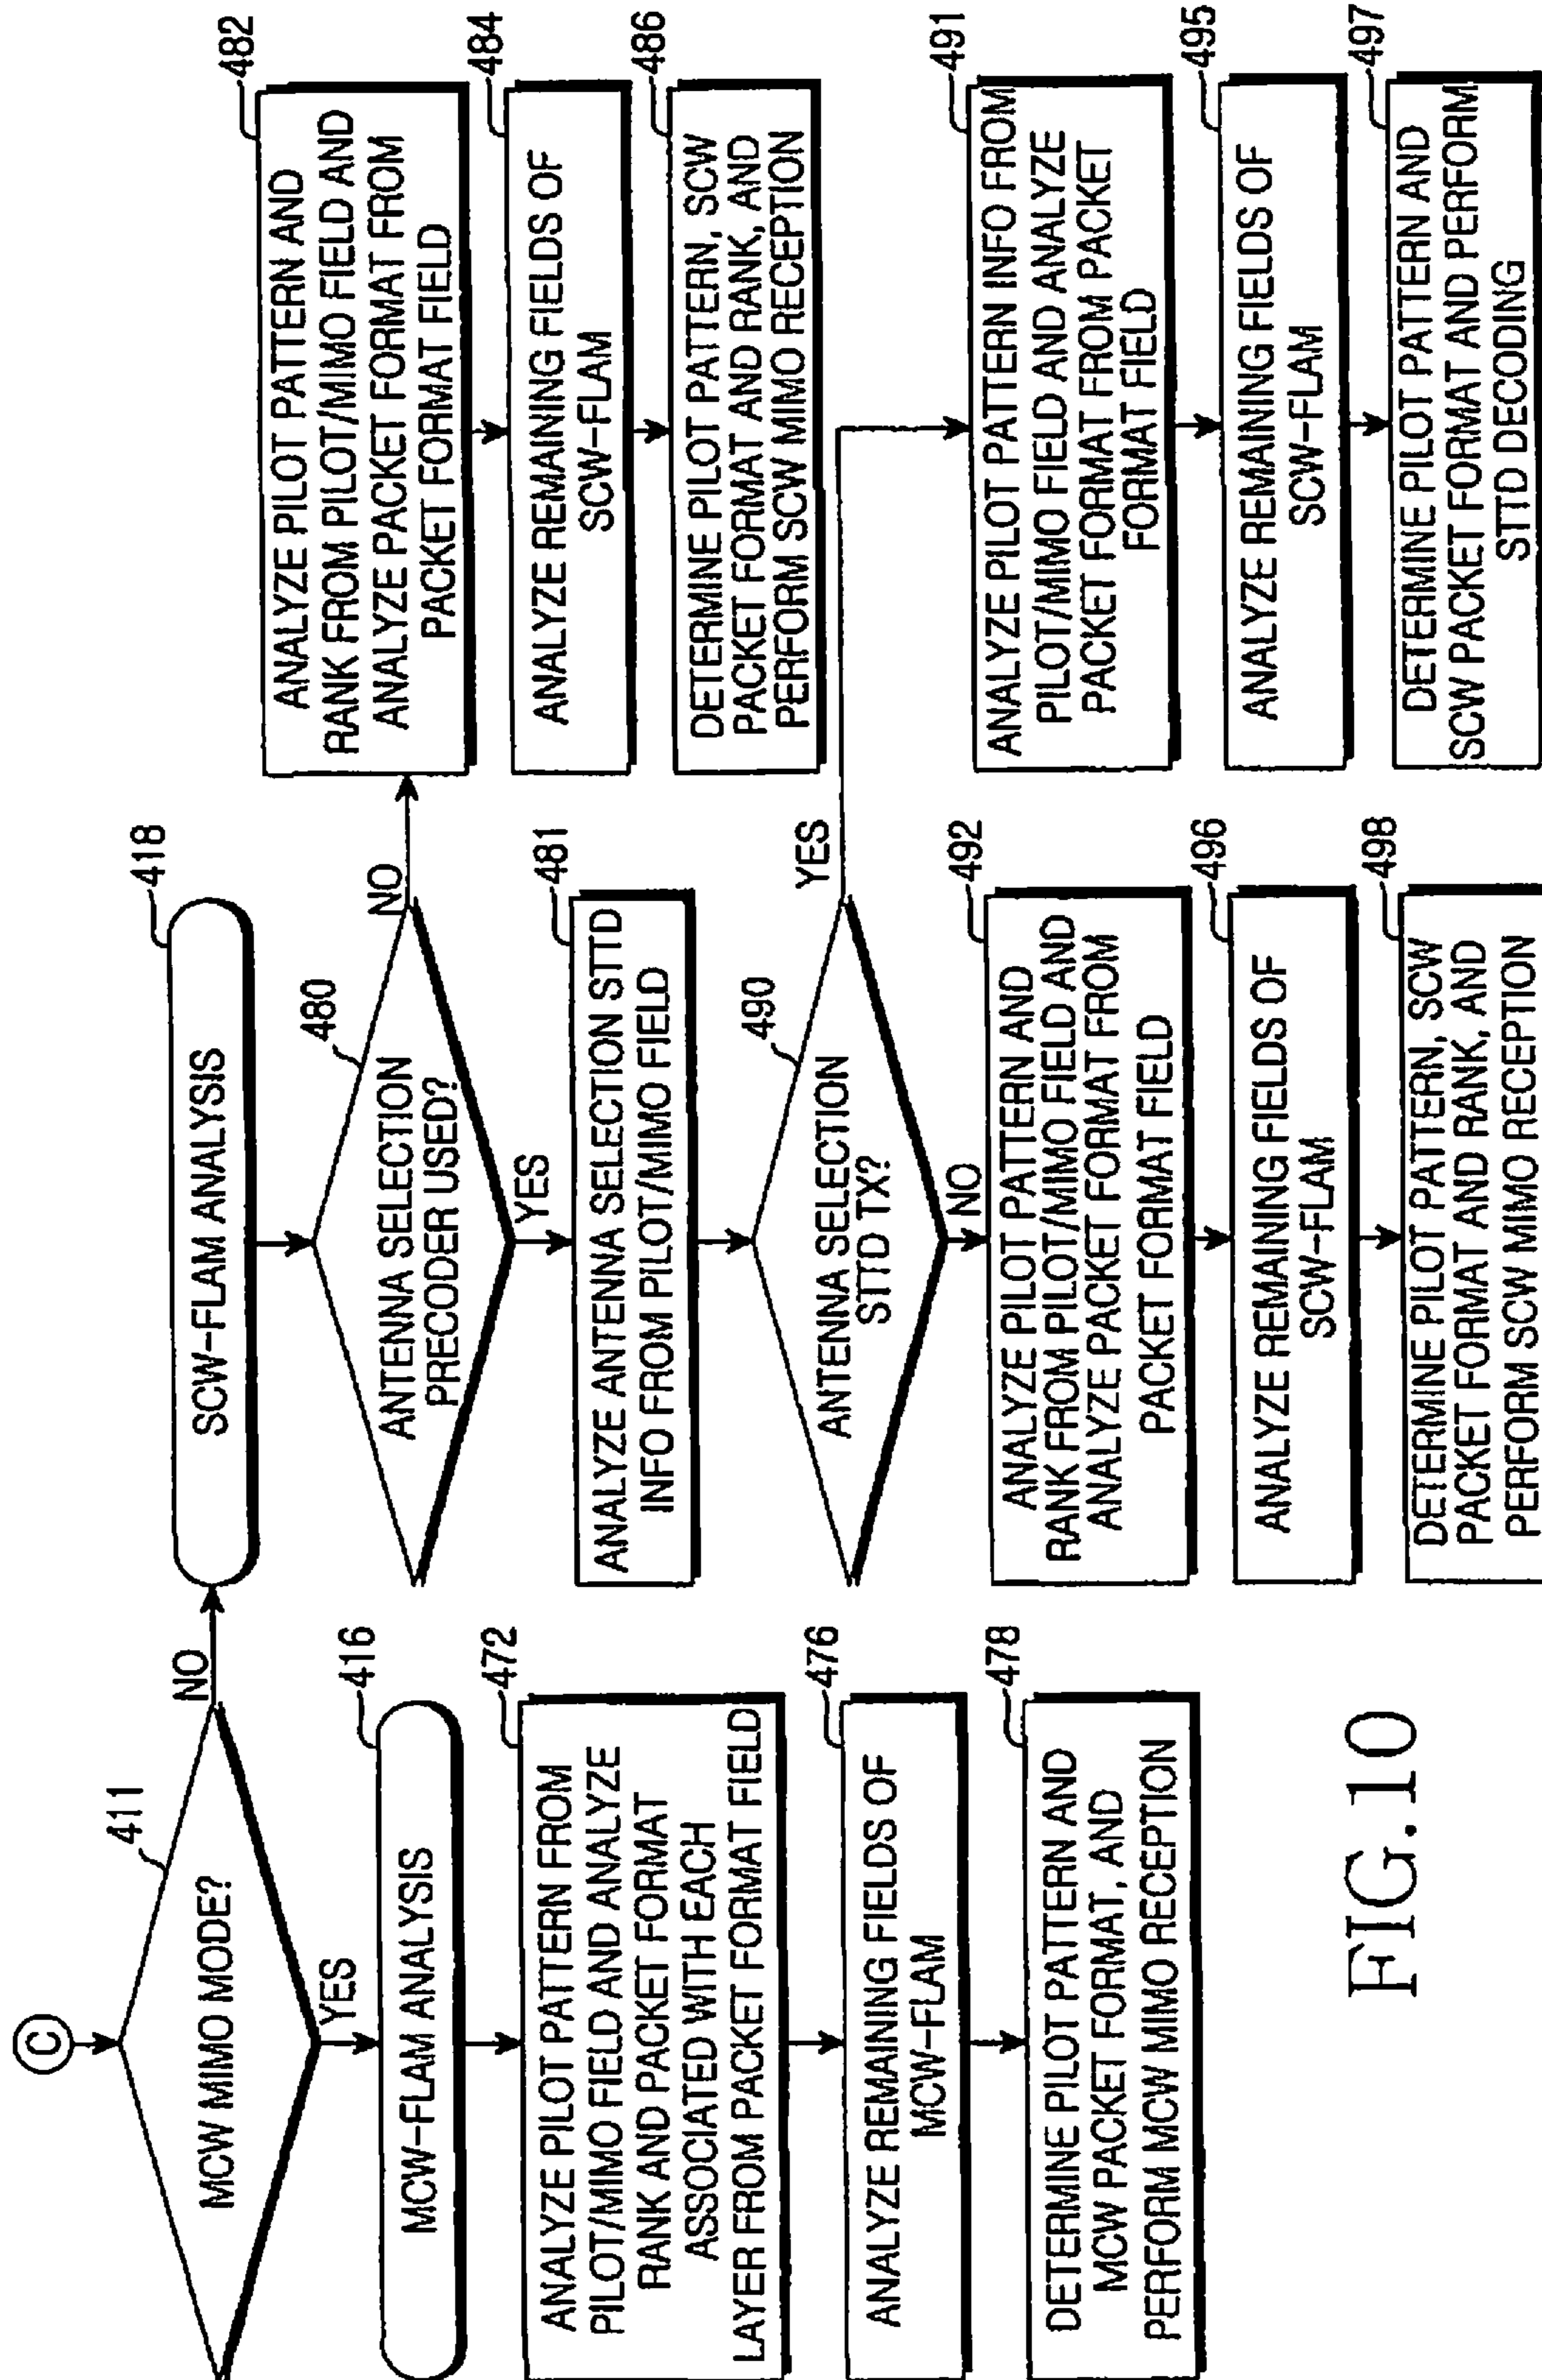 C
MCW MIMO MODE?
411
NO
YES
MCW-FLAM ANALYSIS
416
ANALYZE PILOT PATTERN FROM
PILOT/MIMO FIELD AND ANALYZE
RANK AND PACKET FORMAT
ASSOCIATED WITH EACH
LAYER FROM PACKET FORMAT FIELD
472
ANALYZE REMAINING FIELDS OF
MCW-FLAM
476
DETERMINE PILOT PATTERN AND
MCW PACKET FORMAT, AND
PERFORM MCW MIMO RECEPTION
478
SCW-FLAM ANALYSIS
418
ANTENNA SELECTION
PRECODER USED?
480
NO
YES
ANALYZE ANTENNA SELECTION STTD
INFO FROM PILOT/MIMO FIELD
481
ANTENNA SELECTION
STTD TX?
490
YES
NO
ANALYZE PILOT PATTERN AND
RANK FROM PILOT/MIMO FIELD AND
ANALYZE PACKET FORMAT FROM
PACKET FORMAT FIELD
492
ANALYZE REMAINING FIELDS OF
SCW-FLAM
496
DETERMINE PILOT PATTERN, SCW
PACKET FORMAT AND RANK, AND
PERFORM SCW MIMO RECEPTION
498
ANALYZE PILOT PATTERN AND
RANK FROM PILOT/MIMO FIELD AND
ANALYZE PACKET FORMAT FROM
PACKET FORMAT FIELD
482
ANALYZE REMAINING FIELDS OF
SCW-FLAM
484
DETERMINE PILOT PATTERN, SCW
PACKET FORMAT AND RANK, AND
PERFORM SCW MIMO RECEPTION
486
ANALYZE PILOT PATTERN INFO FROM
PILOT/MIMO FIELD AND ANALYZE
PACKET FORMAT FROM PACKET
FORMAT FIELD
491
ANALYZE REMAINING FIELDS OF
SCW-FLAM
495
DETERMINE PILOT PATTERN AND
SCW PACKET FORMAT AND PERFORM
STTD DECODING
497
FIG.10